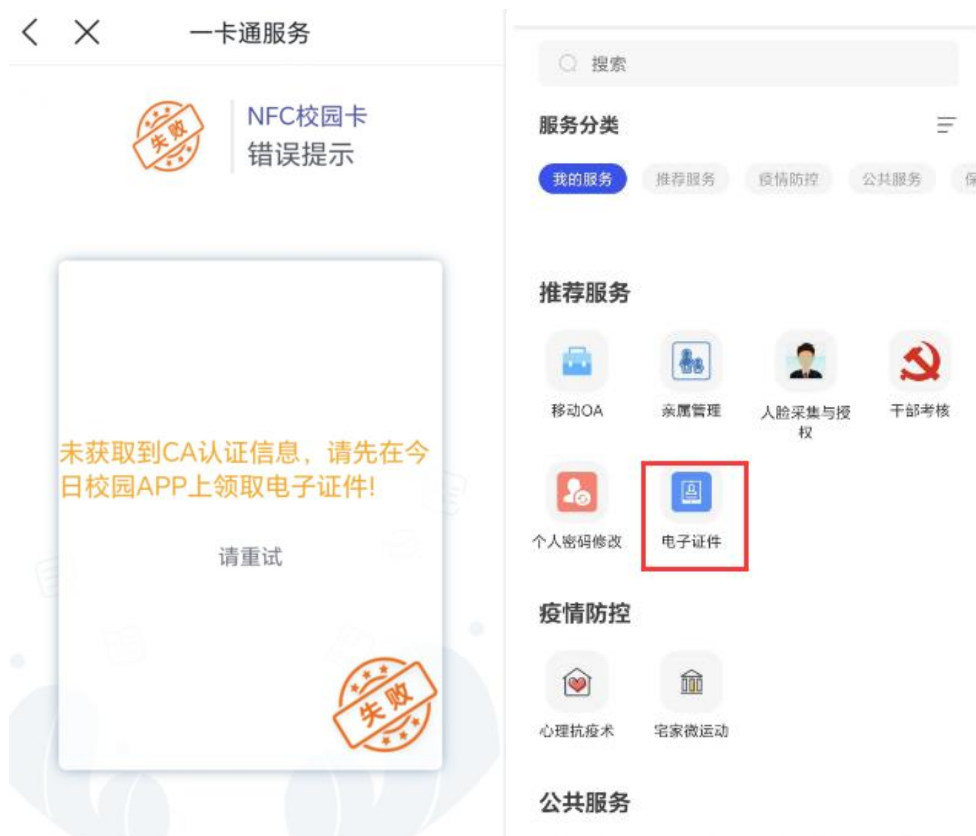 一卡通服务
失败
NFC校园卡
错误提示
未获取到CA认证信息，请先在今
日校园APP上领取电子证件!
请重试
失败
搜索
服务分类
我的服务 推荐服务 疫情防控 公共服务 保
推荐服务
移动OA 亲属管理 人脸采集与授 干部考核
权
个人密码修改 电子证件
疫情防控
心理抗疫术 宅家微运动
公共服务